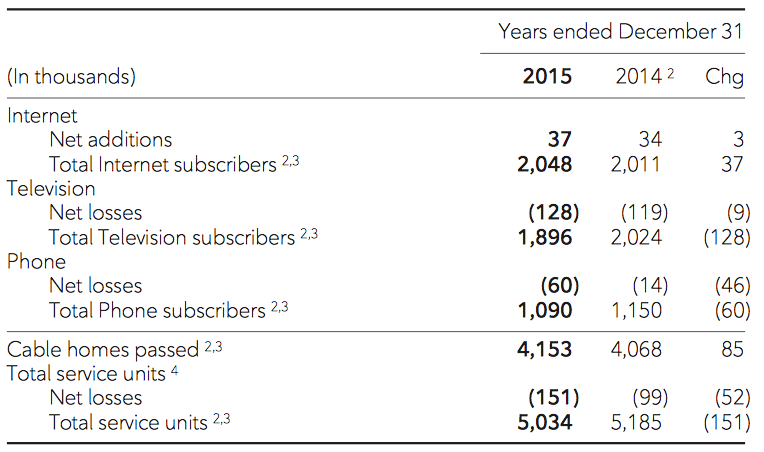 Years ended December 31
(In thousands) 2015 2014 2 Chg
Internet
Net additions 37 34 3
Total Internet subscribers 2,3 2,048 2,011 37
Television
Net losses (128) (119) (9)
Total Television subscribers 2,3 1,896 2,024 (128)
Phone
Net losses (60) (14) (46)
Total Phone subscribers 2,3 1,090 1,150 (60)
Cable homes passed 2,3 4,153 4,068 85
Total service units 4
Net losses (151) (99) (52)
Total service units 2,3 5,034 5,185 (151)